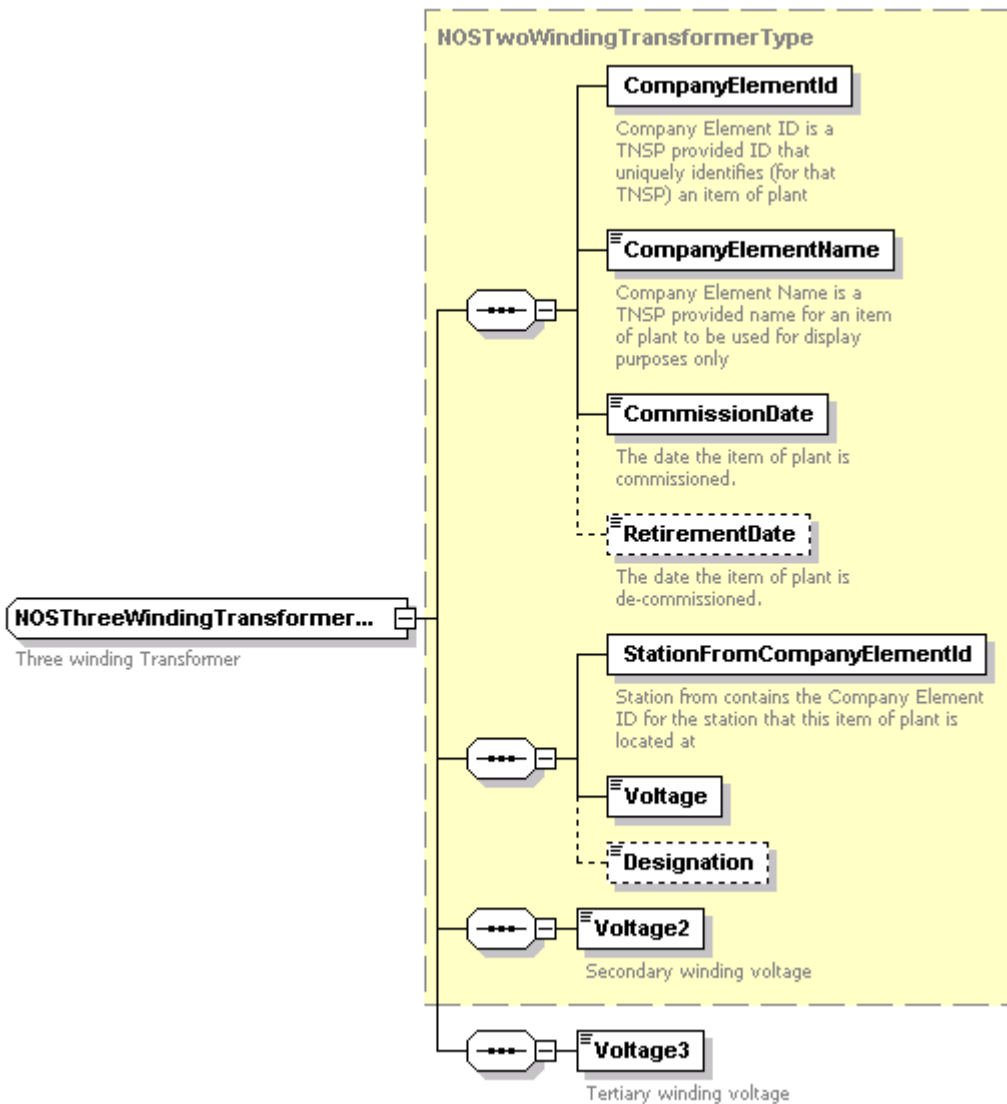 NOSTwoWindingTransformerType
CompanyElementId
Company Element ID is a
TNSP provided ID that
uniquely identifies (for that
TNSP) an item of plant
CompanyElementName
Company Element Name is a
TNSP provided name for an item
of plant to be used for display
purposes only
CommissionDate
The date the item of plant is
commissioned.
RetirementDate
The date the item of plant is
de-commissioned.
NOSThreeWindingTransformer...
Three winding Transformer
StationFromCompanyElementId
Station from contains the Company Element
ID for the station that this item of plant is
located at
Voltage
Designation
Voltage2
Secondary winding voltage
Voltage3
Tertiary winding voltage